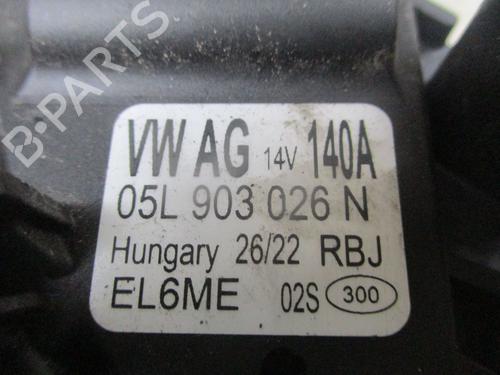 B-PARTS
VW AG 14V 140A
05L 903 026 N
Hungary 26/22 RBJ
EL6ME 02S 300